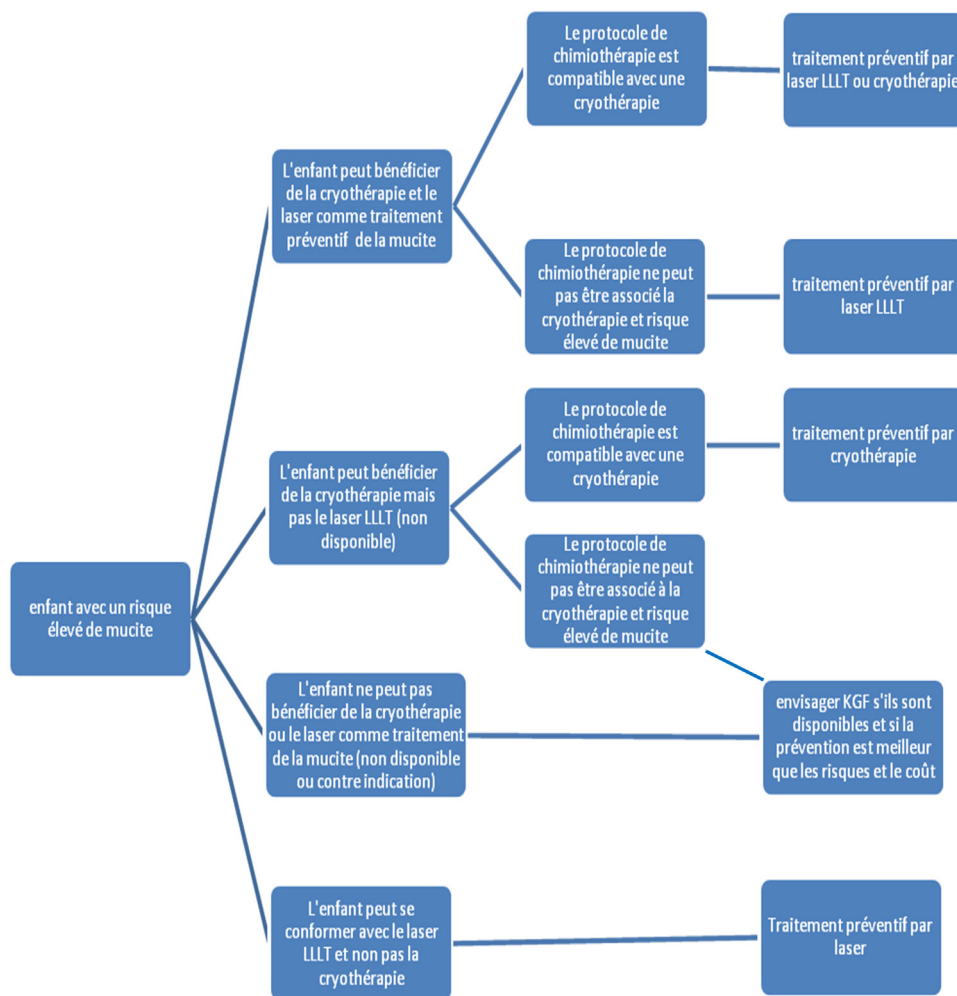 enfant avec un risque
élevé de mucite
L'enfant peut bénéficier
de la cryothérapie et le
laser comme traitement
préventif de la mucite
Le protocole de
chimiothérapie est
compatible avec une
cryothérapie
traitement préventif par
laser LLLT ou cryothérapie
Le protocole de
chimiothérapie ne peut
pas être associé la
cryothérapie et risque
élevé de mucite
traitement préventif par
laser LLLT
L'enfant peut bénéficier
de la cryothérapie mais
pas le laser LLLT (non
disponible)
Le protocole de
chimiothérapie est
compatible avec une
cryothérapie
traitement préventif par
cryothérapie
Le protocole de
chimiothérapie ne peut
pas être associé à la
cryothérapie et risque
élevé de mucite
L'enfant ne peut pas
bénéficier de la cryothérapie
ou le laser comme traitement
de la mucite (non disponible
ou contre indication)
envisager KGF s'ils sont
disponibles et si la
prévention est meilleur
que les risques et le coût
L'enfant peut se
conformer avec le laser
LLLT et non pas la
cryothérapie
Traitement préventif par
laser